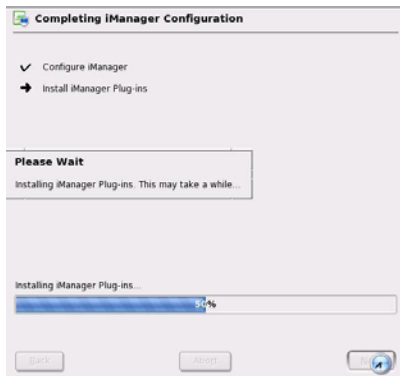 Completing iManager Configuration
Configure iManager
Install iManager Plug-ins
Please Wait
Installing iManager Plug-ins. This may take a while...
Installing iManager Plug-ins...
50%
Back
Abort